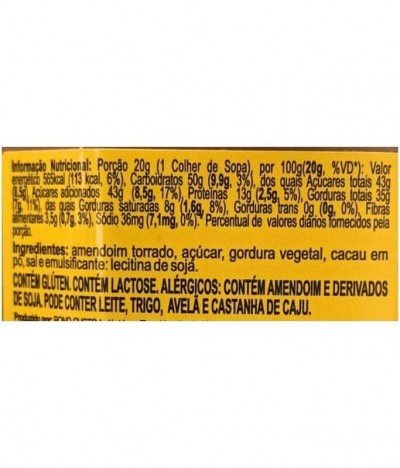 Informação Nutricional: Porção 20g (1 Colher de Sopa), por 100g(20g, %VD*): Valor
energético 565kcal (113 kcal, 6%), Carboidratos 50g (9,9g, 3%), dos quais Açúcares totais 43g
(8,5g), Açúcares adicionados 43g (8,5g, 17%), Proteínas 13g (2,5g, 5%), Gorduras totais 35g
(7g, 11%), das quais Gorduras saturadas 8g (1,6g, 8%), Gorduras trans 0g (0g, 0%), Fibras
alimentares 3,5g (0,7g, 3%), Sódio 36mg (7,1mg, 0%)*. Percentual de valores diários fornecidos pela
porção.
Ingredientes: amendoim torrado, açúcar, gordura vegetal, cacau em
pó, sal e emulsificante: lecitina de soja.
CONTÉM GLÚTEN. CONTÉM LACTOSE. ALÉRGICOS: CONTÉM AMENDOIM E DERIVADOS
DE SOJA. PODE CONTER LEITE, TRIGO, AVELÃ E CASTANHA DE CAJU.
Produzido por: